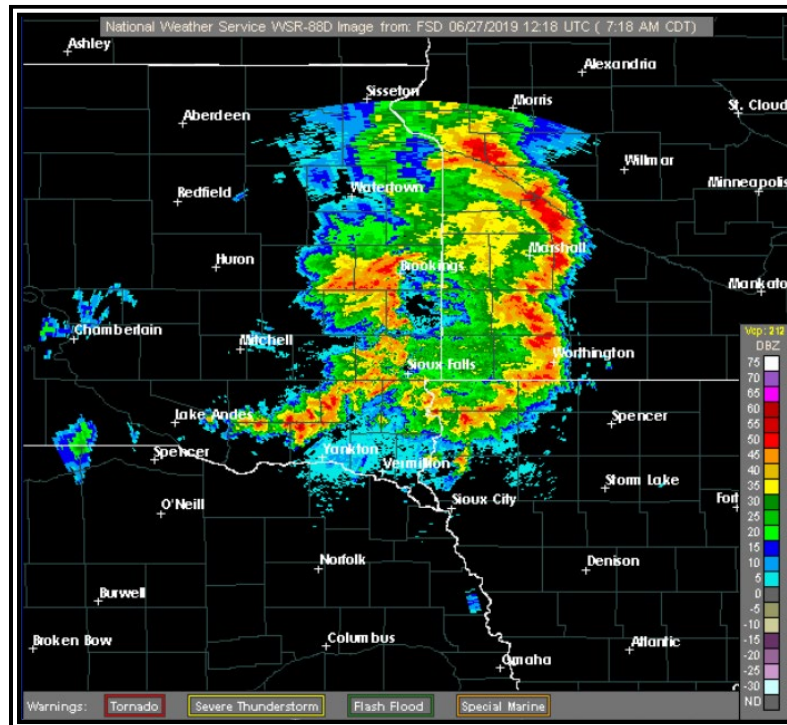 National Weather Service WSR-88D Image from: FSD 06/27/2019 12:18 UTC ( 7:18 AM CDT)
Ashley
Alexandria
Sisseton
Morris
St. Cloud
Aberdeen
Willmar
Minneapolis
Watertown
Redfield
Marshall
Huron
Brookings
Mankato
Chamberlain
Mitchell
Worthington
Sioux Falls
Lake Andes
Spencer
Spencer
Yankton
Vermillion
Storm Lake
Sioux City
Fort
O'Neill
Norfolk
Denison
Burwell
Columbus
Broken Bow
Atlantic
Omaha
Vcp: 212
DBZ
75
70
65
60
55
50
45
40
35
30
25
20
15
10
5
0
-5
-10
-15
-20
-25
-30
ND
Warnings: Tornado Severe Thunderstorm Flash Flood Special Marine